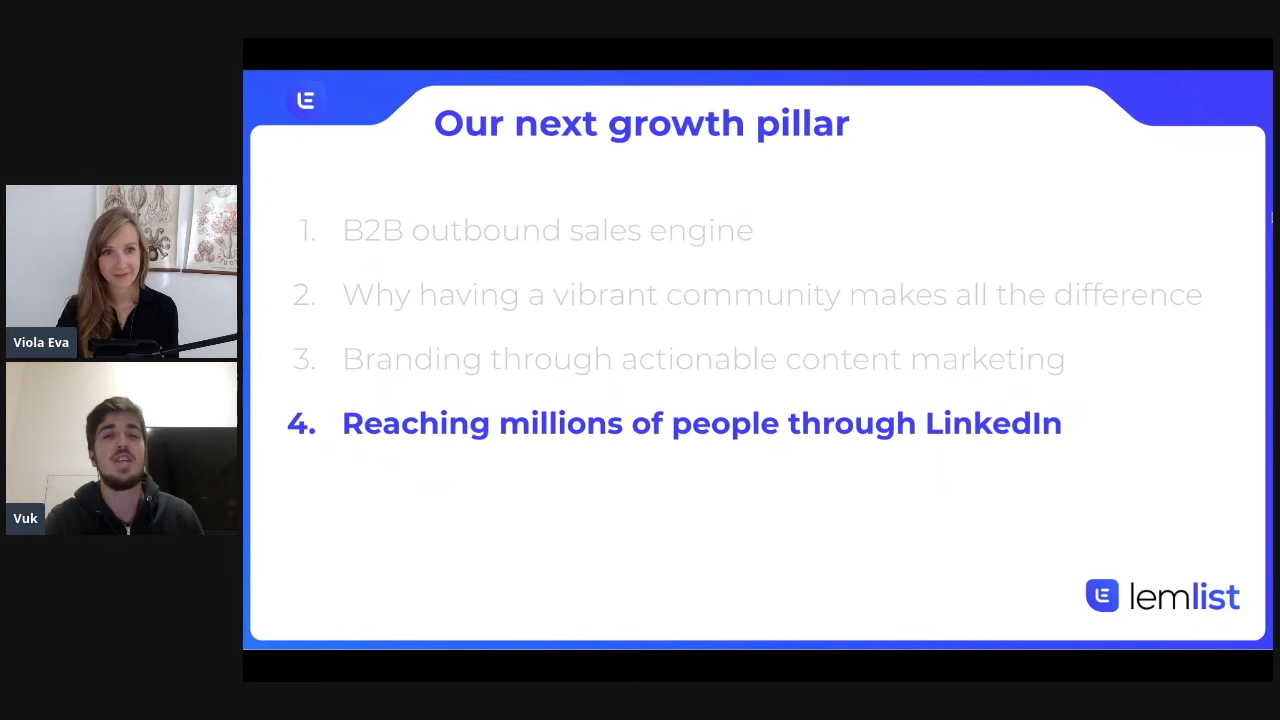 Our next growth pillar
1. B2B outbound sales engine
2. Why having a vibrant community makes all the difference
3. Branding through actionable content marketing
4. Reaching millions of people through LinkedIn
Viola Eva
Vuk
lemlist